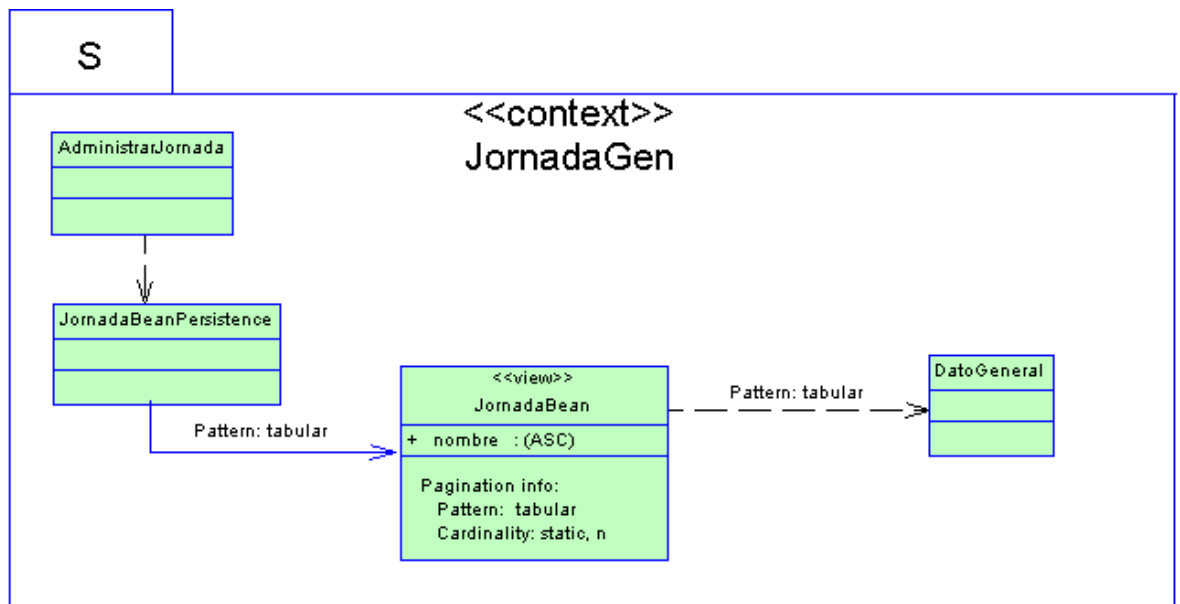 S
<<context>>
JornadaGen
AdministrarJornada
JornadaBeanPersistence
Pattern: tabular
<<view>>
JornadaBean
+ nombre : (ASC)
Pagination info:
Pattern: tabular
Cardinality: static, n
Pattern: tabular
DatoGeneral